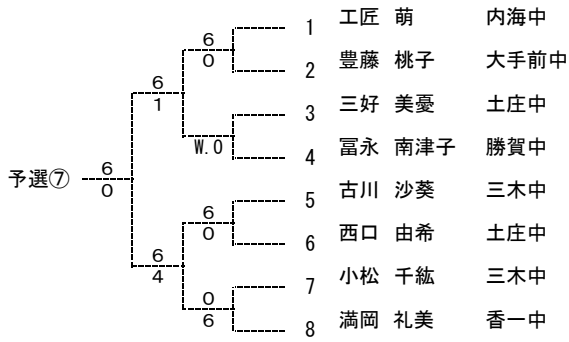 6
0
1 工匠 萌 内海中
2 豊藤 桃子 大手前中
6
1
3 三好 美憂 土庄中
W.0
4 冨永 南津子 勝賀中
予選⑦
6
0
5 古川 沙葵 三木中
6
0
6 西口 由希 土庄中
6
4
7 小松 千紘 三木中
0
6
8 満岡 礼美 香一中